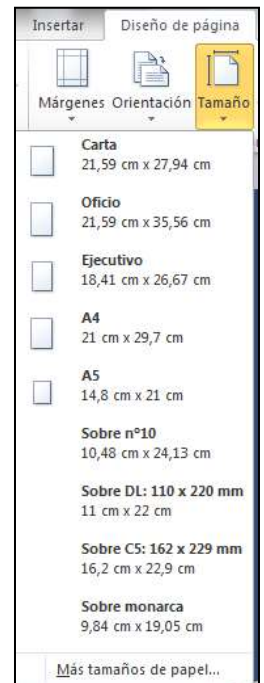 Insertar Diseño de página
Márgenes Orientación Tamaño
Carta
21,59 cm x 27,94 cm
Oficio
21,59 cm x 35,56 cm
Ejecutivo
18,41 cm x 26,67 cm
A4
21 cm x 29,7 cm
A5
14,8 cm x 21 cm
Sobre nº10
10,48 cm x 24,13 cm
Sobre DL: 110 x 220 mm
11 cm x 22 cm
Sobre C5: 162 x 229 mm
16,2 cm x 22,9 cm
Sobre monarca
9,84 cm x 19,05 cm
Más tamaños de papel...